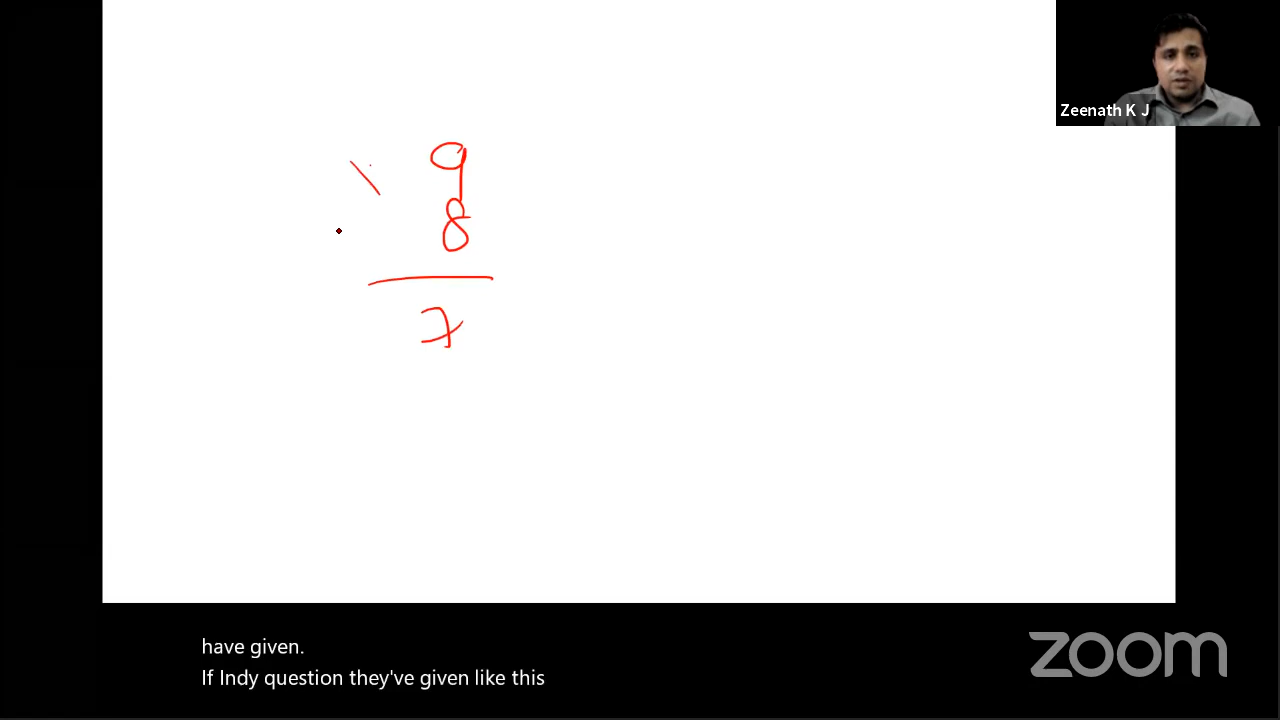 Zeenath K J
9
8
7
have given.
If Indy question they've given like this
zoom